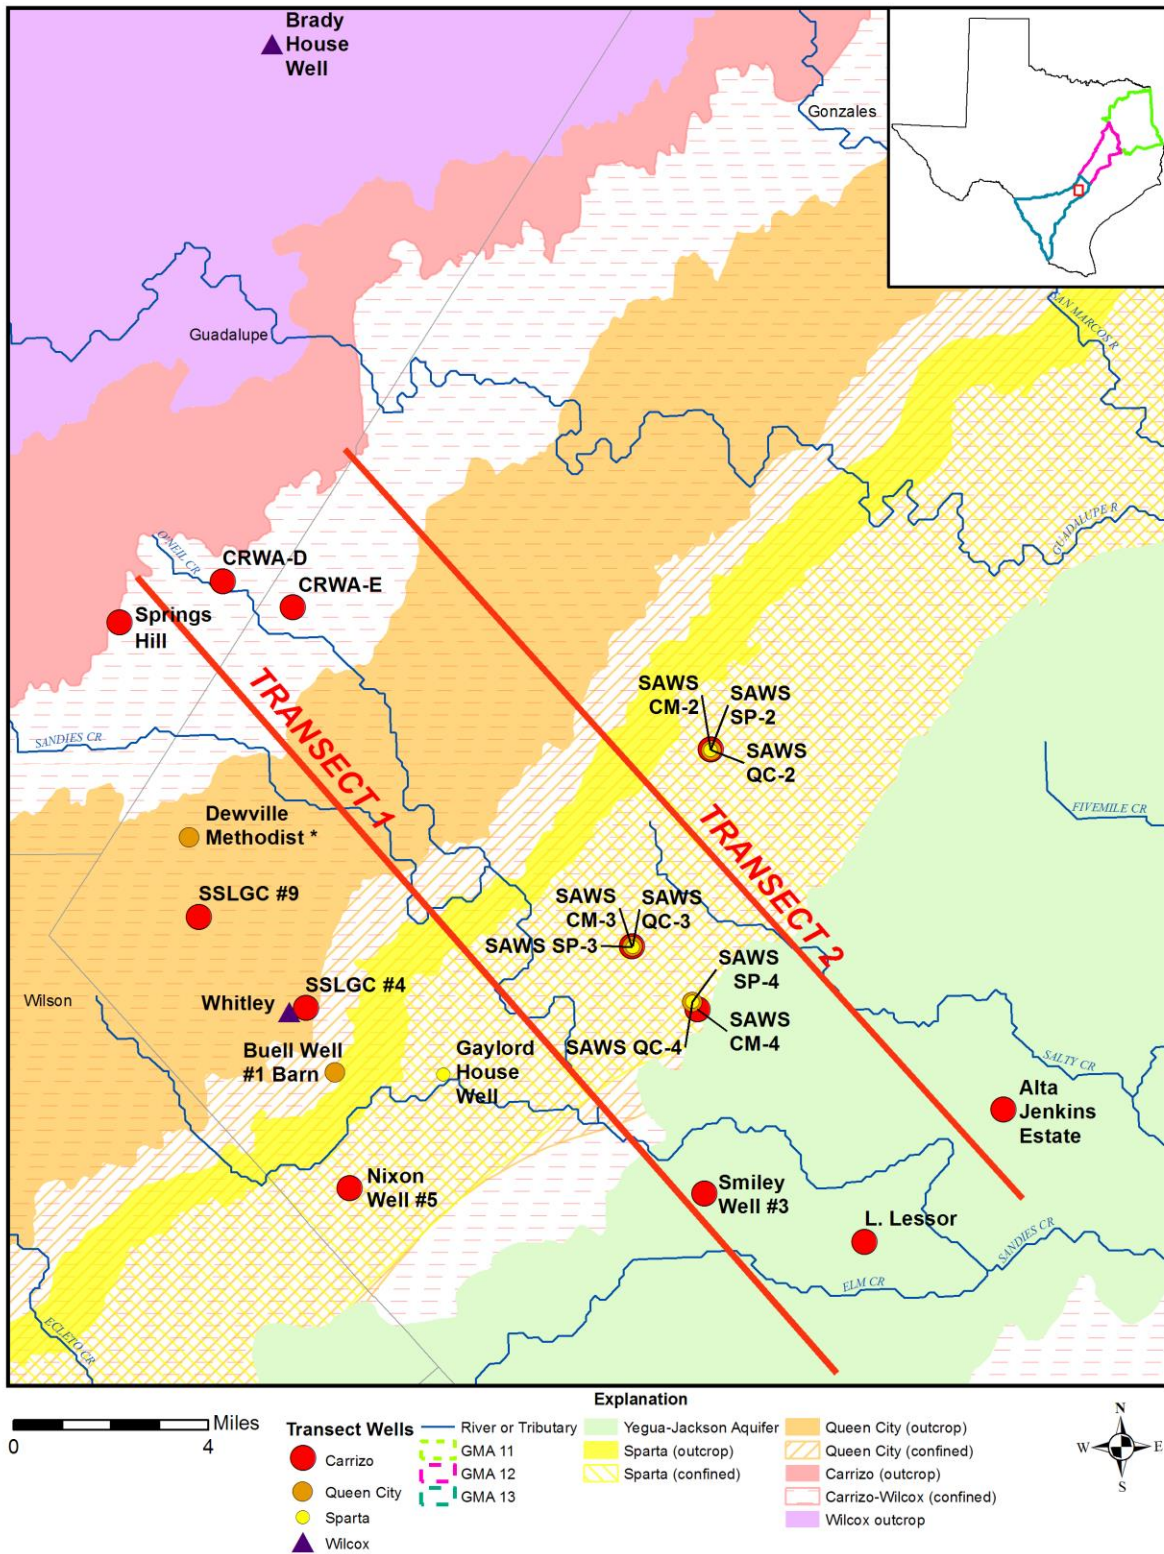 Brady
House
Well
Gonzales
Guadalupe
SAN MARCOS R
GUADALUPE R
O'NEIL CR
CRWA-D
CRWA-E
Springs
Hill
TRANSECT 1
SANDIES CR
SAWS
CM-2
SAWS
SP-2
SAWS
QC-2
TRANSECT 2
FIVEMILE CR
Dewville
Methodist *
SSLGC #9
SAWS
CM-3
SAWS
QC-3
SAWS SP-3
SAWS
SP-4
SSLGC #4
Whitley
Wilson
SAWS
CM-4
SAWS QC-4
Buell Well
#1 Barn
Gaylord
House
Well
SALTY CR
Alta
Jenkins
Estate
Nixon
Well #5
Smiley
Well #3
L. Lessor
SANDIES CR
ELM CR
ECLETO CR
Explanation
Miles
0 4
Transect Wells
Carrizo
Queen City
Sparta
Wilcox
River or Tributary
GMA 11
GMA 12
GMA 13
Yegua-Jackson Aquifer
Sparta (outcrop)
Sparta (confined)
Queen City (outcrop)
Queen City (confined)
Carrizo (outcrop)
Carrizo-Wilcox (confined)
Wilcox outcrop
N
W E
S